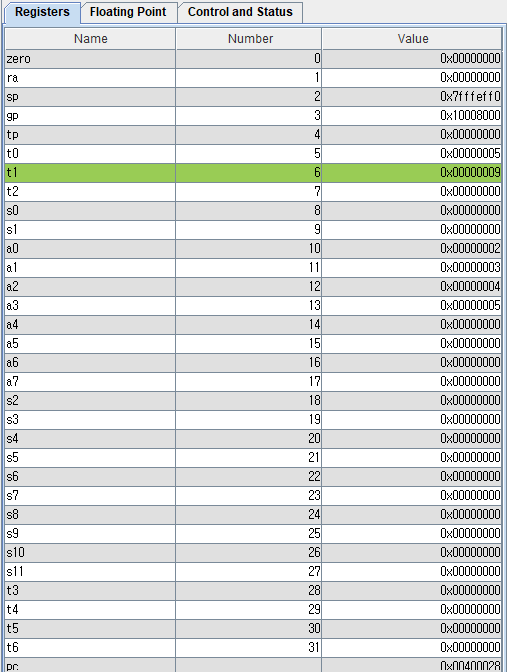 Registers Floating Point Control and Status
Name Number Value
zero 0 0x00000000
ra 1 0x00000000
sp 2 0x7fffeff0
gp 3 0x10008000
tp 4 0x00000000
t0 5 0x00000005
t1 6 0x00000009
t2 7 0x00000000
s0 8 0x00000000
s1 9 0x00000000
a0 10 0x00000002
a1 11 0x00000003
a2 12 0x00000004
a3 13 0x00000005
a4 14 0x00000000
a5 15 0x00000000
a6 16 0x00000000
a7 17 0x00000000
s2 18 0x00000000
s3 19 0x00000000
s4 20 0x00000000
s5 21 0x00000000
s6 22 0x00000000
s7 23 0x00000000
s8 24 0x00000000
s9 25 0x00000000
s10 26 0x00000000
s11 27 0x00000000
t3 28 0x00000000
t4 29 0x00000000
t5 30 0x00000000
t6 31 0x00000000
pc 0x00400028